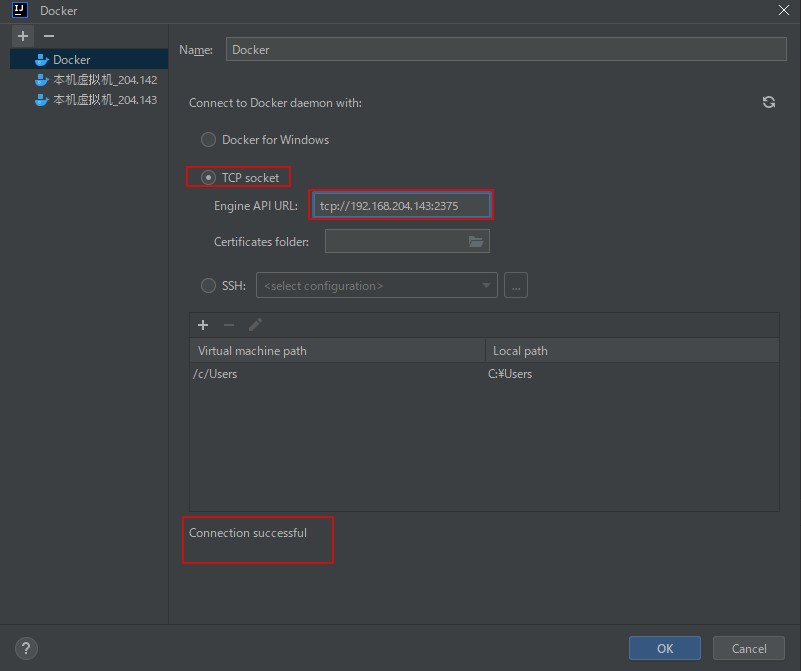 IJ
Docker
Docker
本机虚拟机_204.142
本机虚拟机_204.143
Name: Docker
Connect to Docker daemon with:
Docker for Windows
TCP socket
Engine API URL: tcp://192.168.204.143:2375
Certificates folder:
SSH: <select configuration> ...
Virtual machine path Local path
/c/Users C:¥Users
Connection successful
? OK Cancel